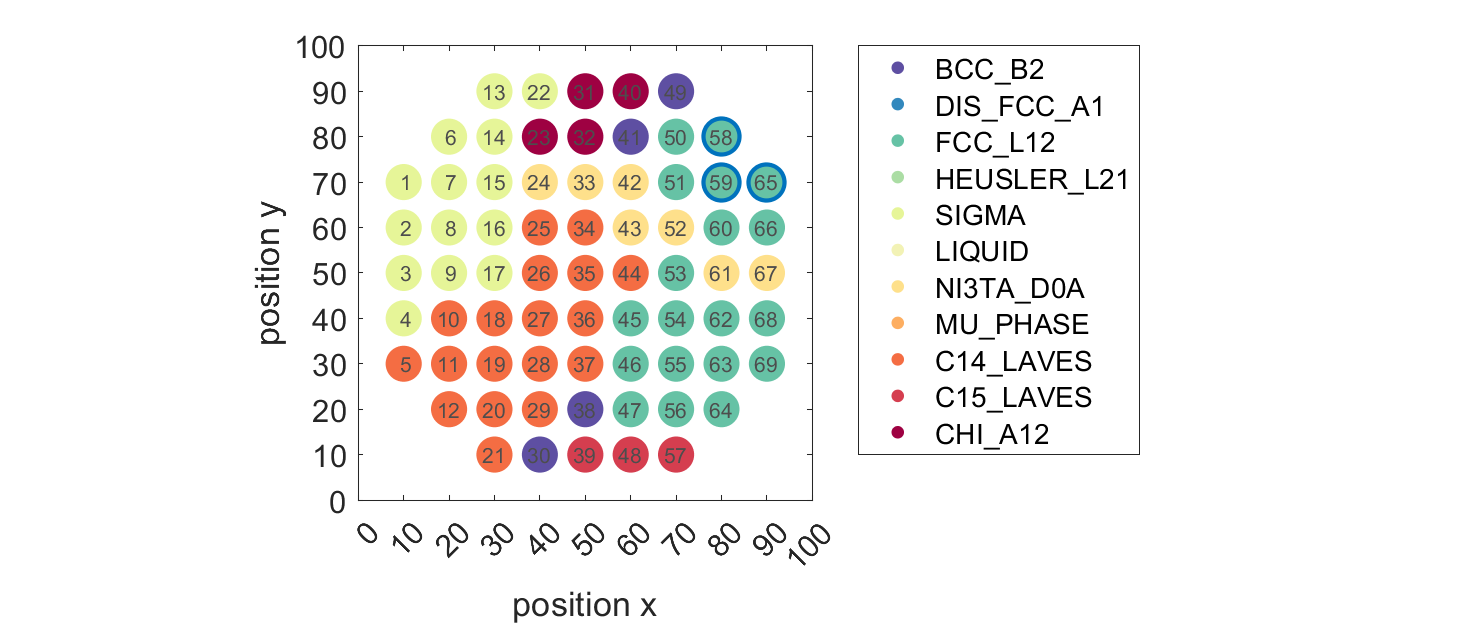 100
90
80
70
60
50
40
30
20
10
0
13 22 31 40 49
6 14 23 32 41 50 58
1 7 15 24 33 42 51 59 65
2 8 16 25 34 43 52 60 66
3 9 17 26 35 44 53 61 67
4 10 18 27 36 45 54 62 68
5 11 19 28 37 46 55 63 69
12 20 29 38 47 56 64
21 30 39 48 57
0 10 20 30 40 50 60 70 80 90 100
position x
position y
BCC_B2
DIS_FCC_A1
FCC_L12
HEUSLER_L21
SIGMA
LIQUID
NI3TA_D0A
MU_PHASE
C14_LAVES
C15_LAVES
CHI_A12